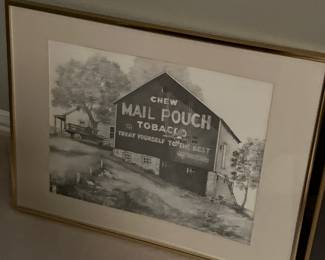 CHEW
MAIL POUCH
TOBACCO
TREAT YOURSELF TO THE BEST